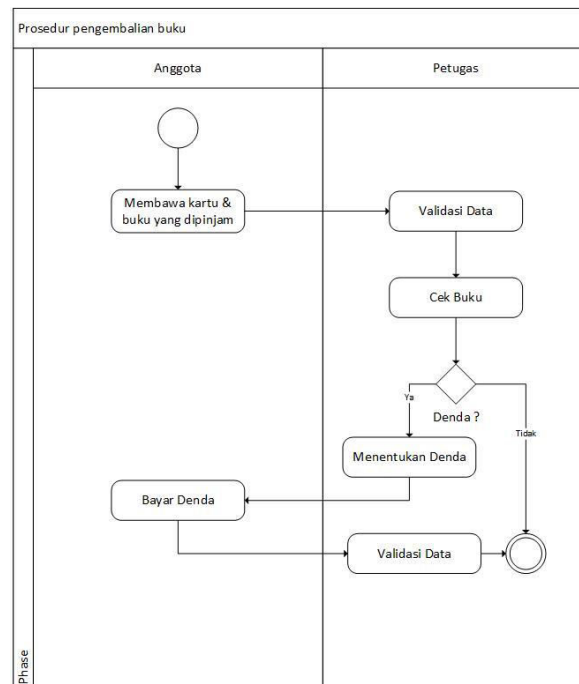 Prosedur pengembalian buku
Anggota
Petugas
Membawa kartu &
buku yang dipinjam
Validasi Data
Cek Buku
Ya
Denda ?
Tidak
Menentukan Denda
Bayar Denda
Validasi Data
Phase